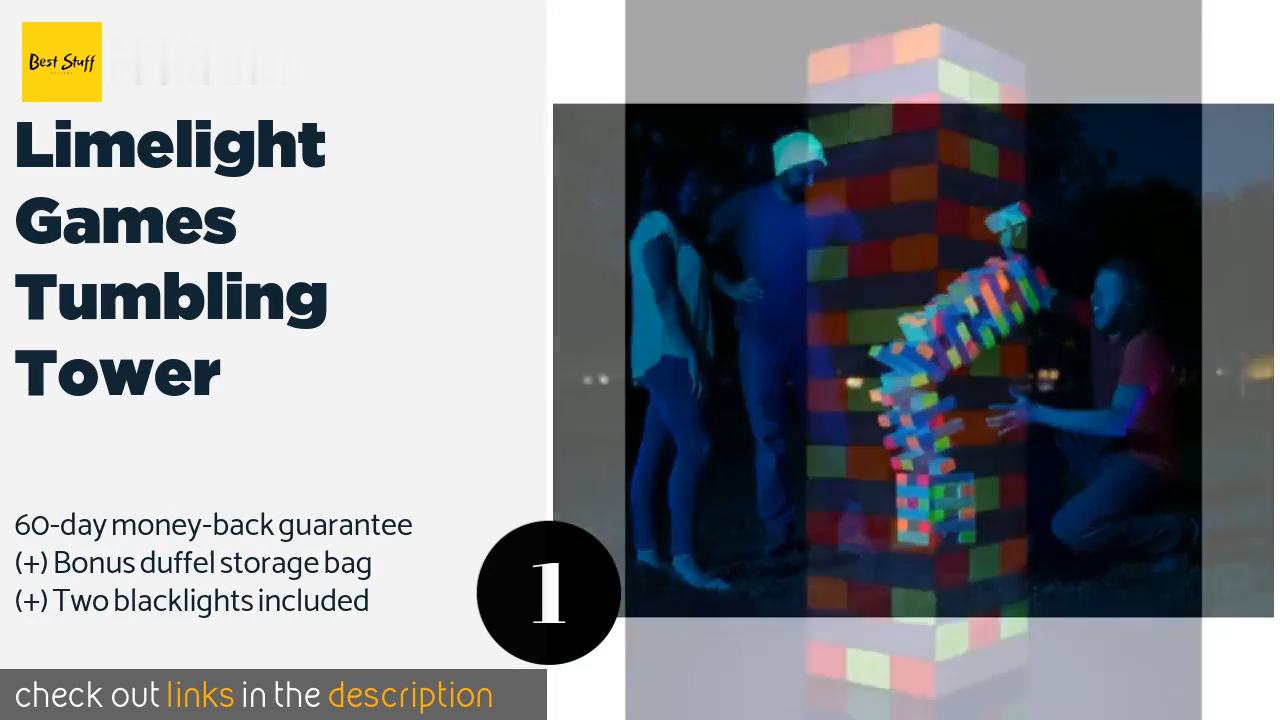 Best Stuff
Limelight
Games
Tumbling
Tower
60-day money-back guarantee
(+) Bonus duffel storage bag
(+) Two blacklights included
1
check out links in the description